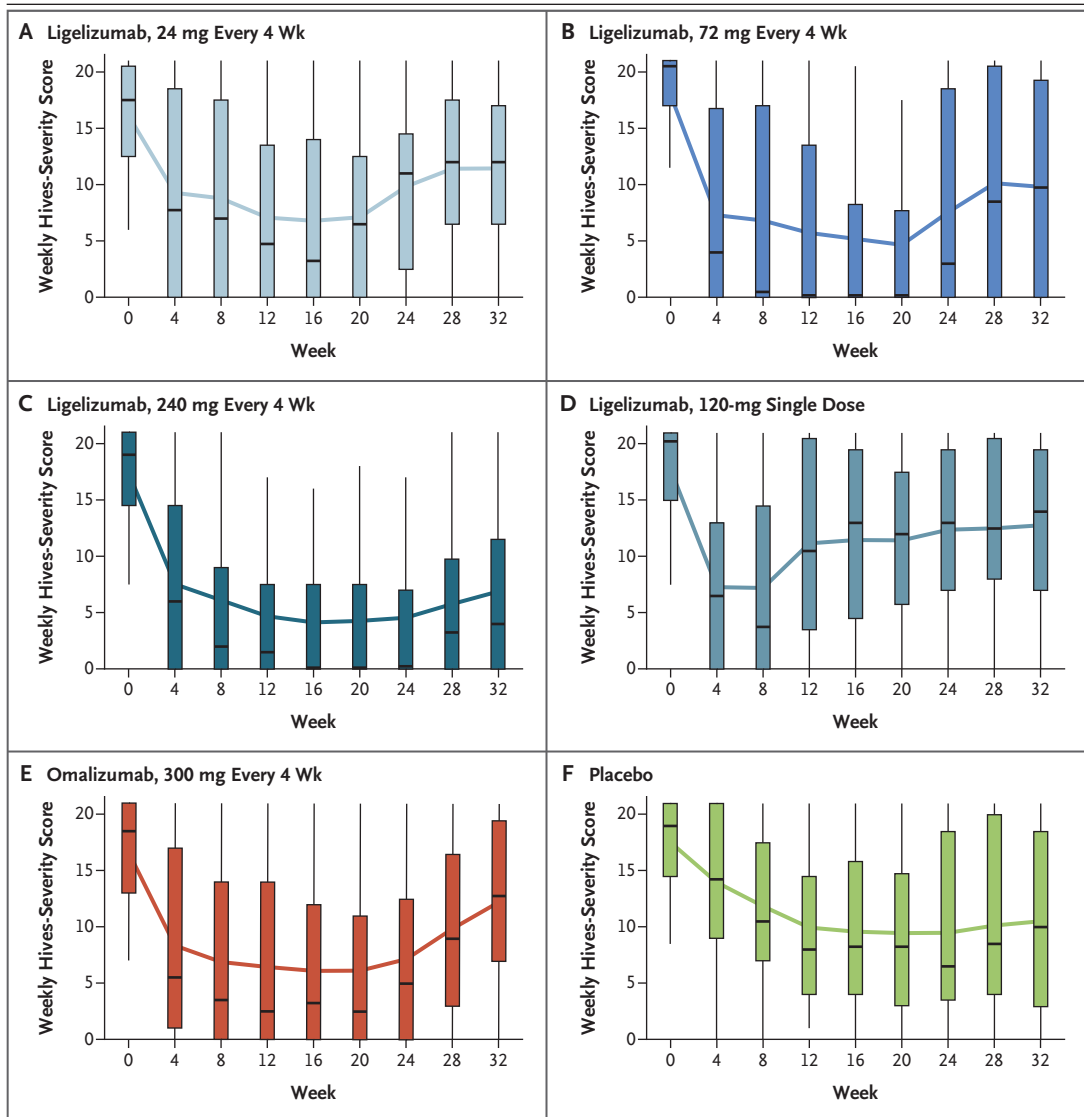 A Ligelizumab, 24 mg Every 4 Wk
Weekly Hives-Severity Score
20
15
10
5
0
0 4 8 12 16 20 24 28 32
Week
B Ligelizumab, 72 mg Every 4 Wk
Weekly Hives-Severity Score
20
15
10
5
0
0 4 8 12 16 20 24 28 32
Week
C Ligelizumab, 240 mg Every 4 Wk
Weekly Hives-Severity Score
20
15
10
5
0
0 4 8 12 16 20 24 28 32
Week
D Ligelizumab, 120-mg Single Dose
Weekly Hives-Severity Score
20
15
10
5
0
0 4 8 12 16 20 24 28 32
Week
E Omalizumab, 300 mg Every 4 Wk
Weekly Hives-Severity Score
20
15
10
5
0
0 4 8 12 16 20 24 28 32
Week
F Placebo
Weekly Hives-Severity Score
20
15
10
5
0
0 4 8 12 16 20 24 28 32
Week